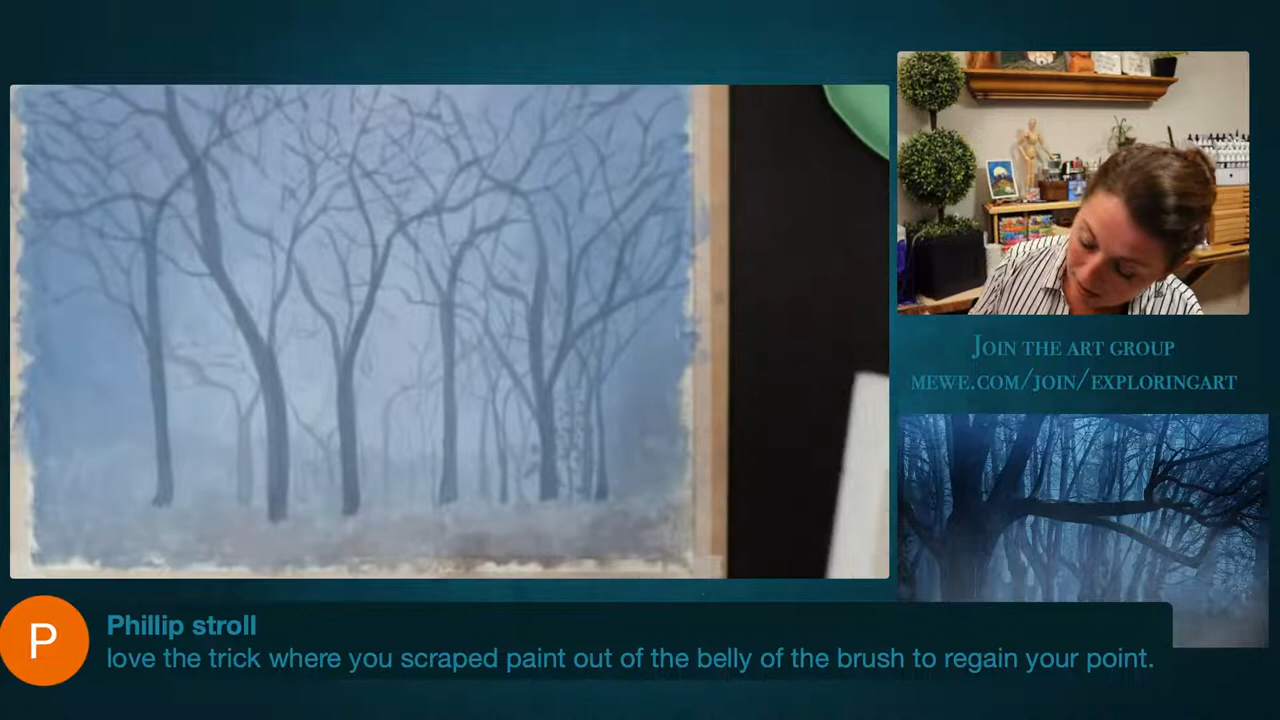 JOIN THE ART GROUP
MEWE.COM/JOIN/EXPLORINGART
P
Phillip stroll
love the trick where you scraped paint out of the belly of the brush to regain your point.